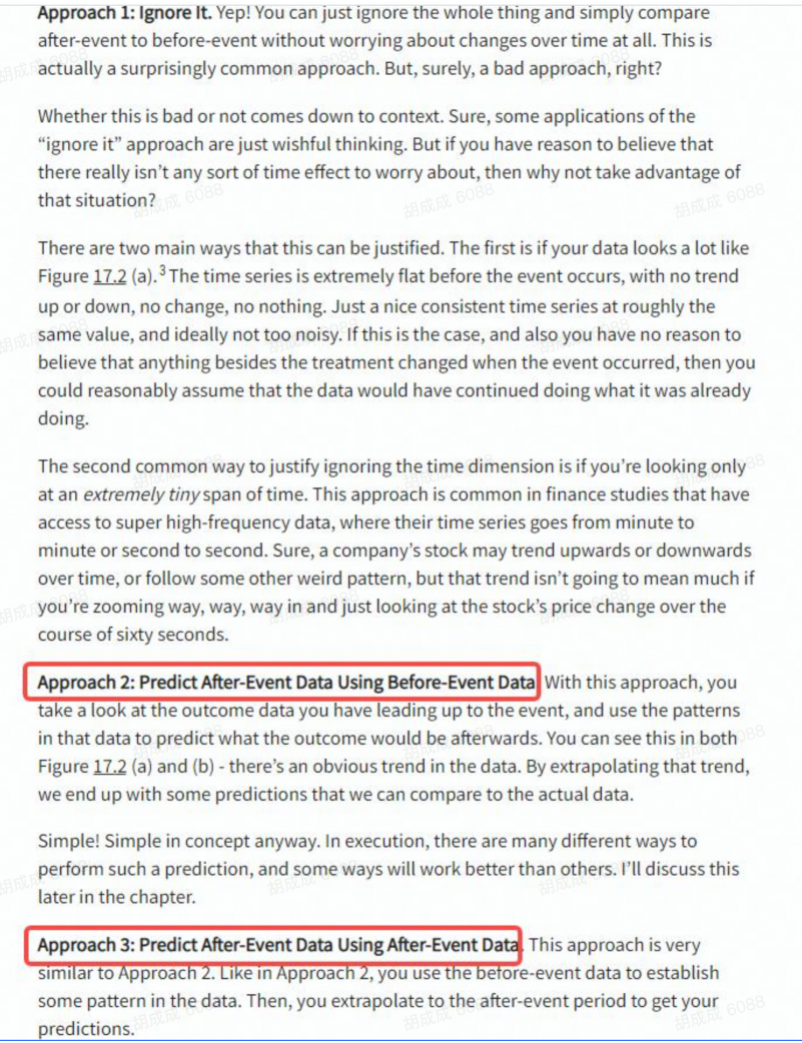 Approach 1: Ignore It. Yep! You can just ignore the whole thing and simply compare
after-event to before-event without worrying about changes over time at all. This is
actually a surprisingly common approach. But, surely, a bad approach, right?
Whether this is bad or not comes down to context. Sure, some applications of the
“ignore it” approach are just wishful thinking. But if you have reason to believe that
there really isn’t any sort of time effect to worry about, then why not take advantage of
that situation?
There are two main ways that this can be justified. The first is if your data looks a lot like
Figure 17.2 (a).3 The time series is extremely flat before the event occurs, with no trend
up or down, no change, no nothing. Just a nice consistent time series at roughly the
same value, and ideally not too noisy. If this is the case, and also you have no reason to
believe that anything besides the treatment changed when the event occurred, then you
could reasonably assume that the data would have continued doing what it was already
doing.
The second common way to justify ignoring the time dimension is if you’re looking only
at an extremely tiny span of time. This approach is common in finance studies that have
access to super high-frequency data, where their time series goes from minute to
minute or second to second. Sure, a company’s stock may trend upwards or downwards
over time, or follow some other weird pattern, but that trend isn’t going to mean much if
you’re zooming way, way, way in and just looking at the stock’s price change over the
course of sixty seconds.
Approach 2: Predict After-Event Data Using Before-Event Data With this approach, you
take a look at the outcome data you have leading up to the event, and use the patterns
in that data to predict what the outcome would be afterwards. You can see this in both
Figure 17.2 (a) and (b) - there’s an obvious trend in the data. By extrapolating that trend,
we end up with some predictions that we can compare to the actual data.
Simple! Simple in concept anyway. In execution, there are many different ways to
perform such a prediction, and some ways will work better than others. I’ll discuss this
later in the chapter.
Approach 3: Predict After-Event Data Using After-Event Data This approach is very
similar to Approach 2. Like in Approach 2, you use the before-event data to establish
some pattern in the data. Then, you extrapolate to the after-event period to get your
predictions.
胡成成 6088